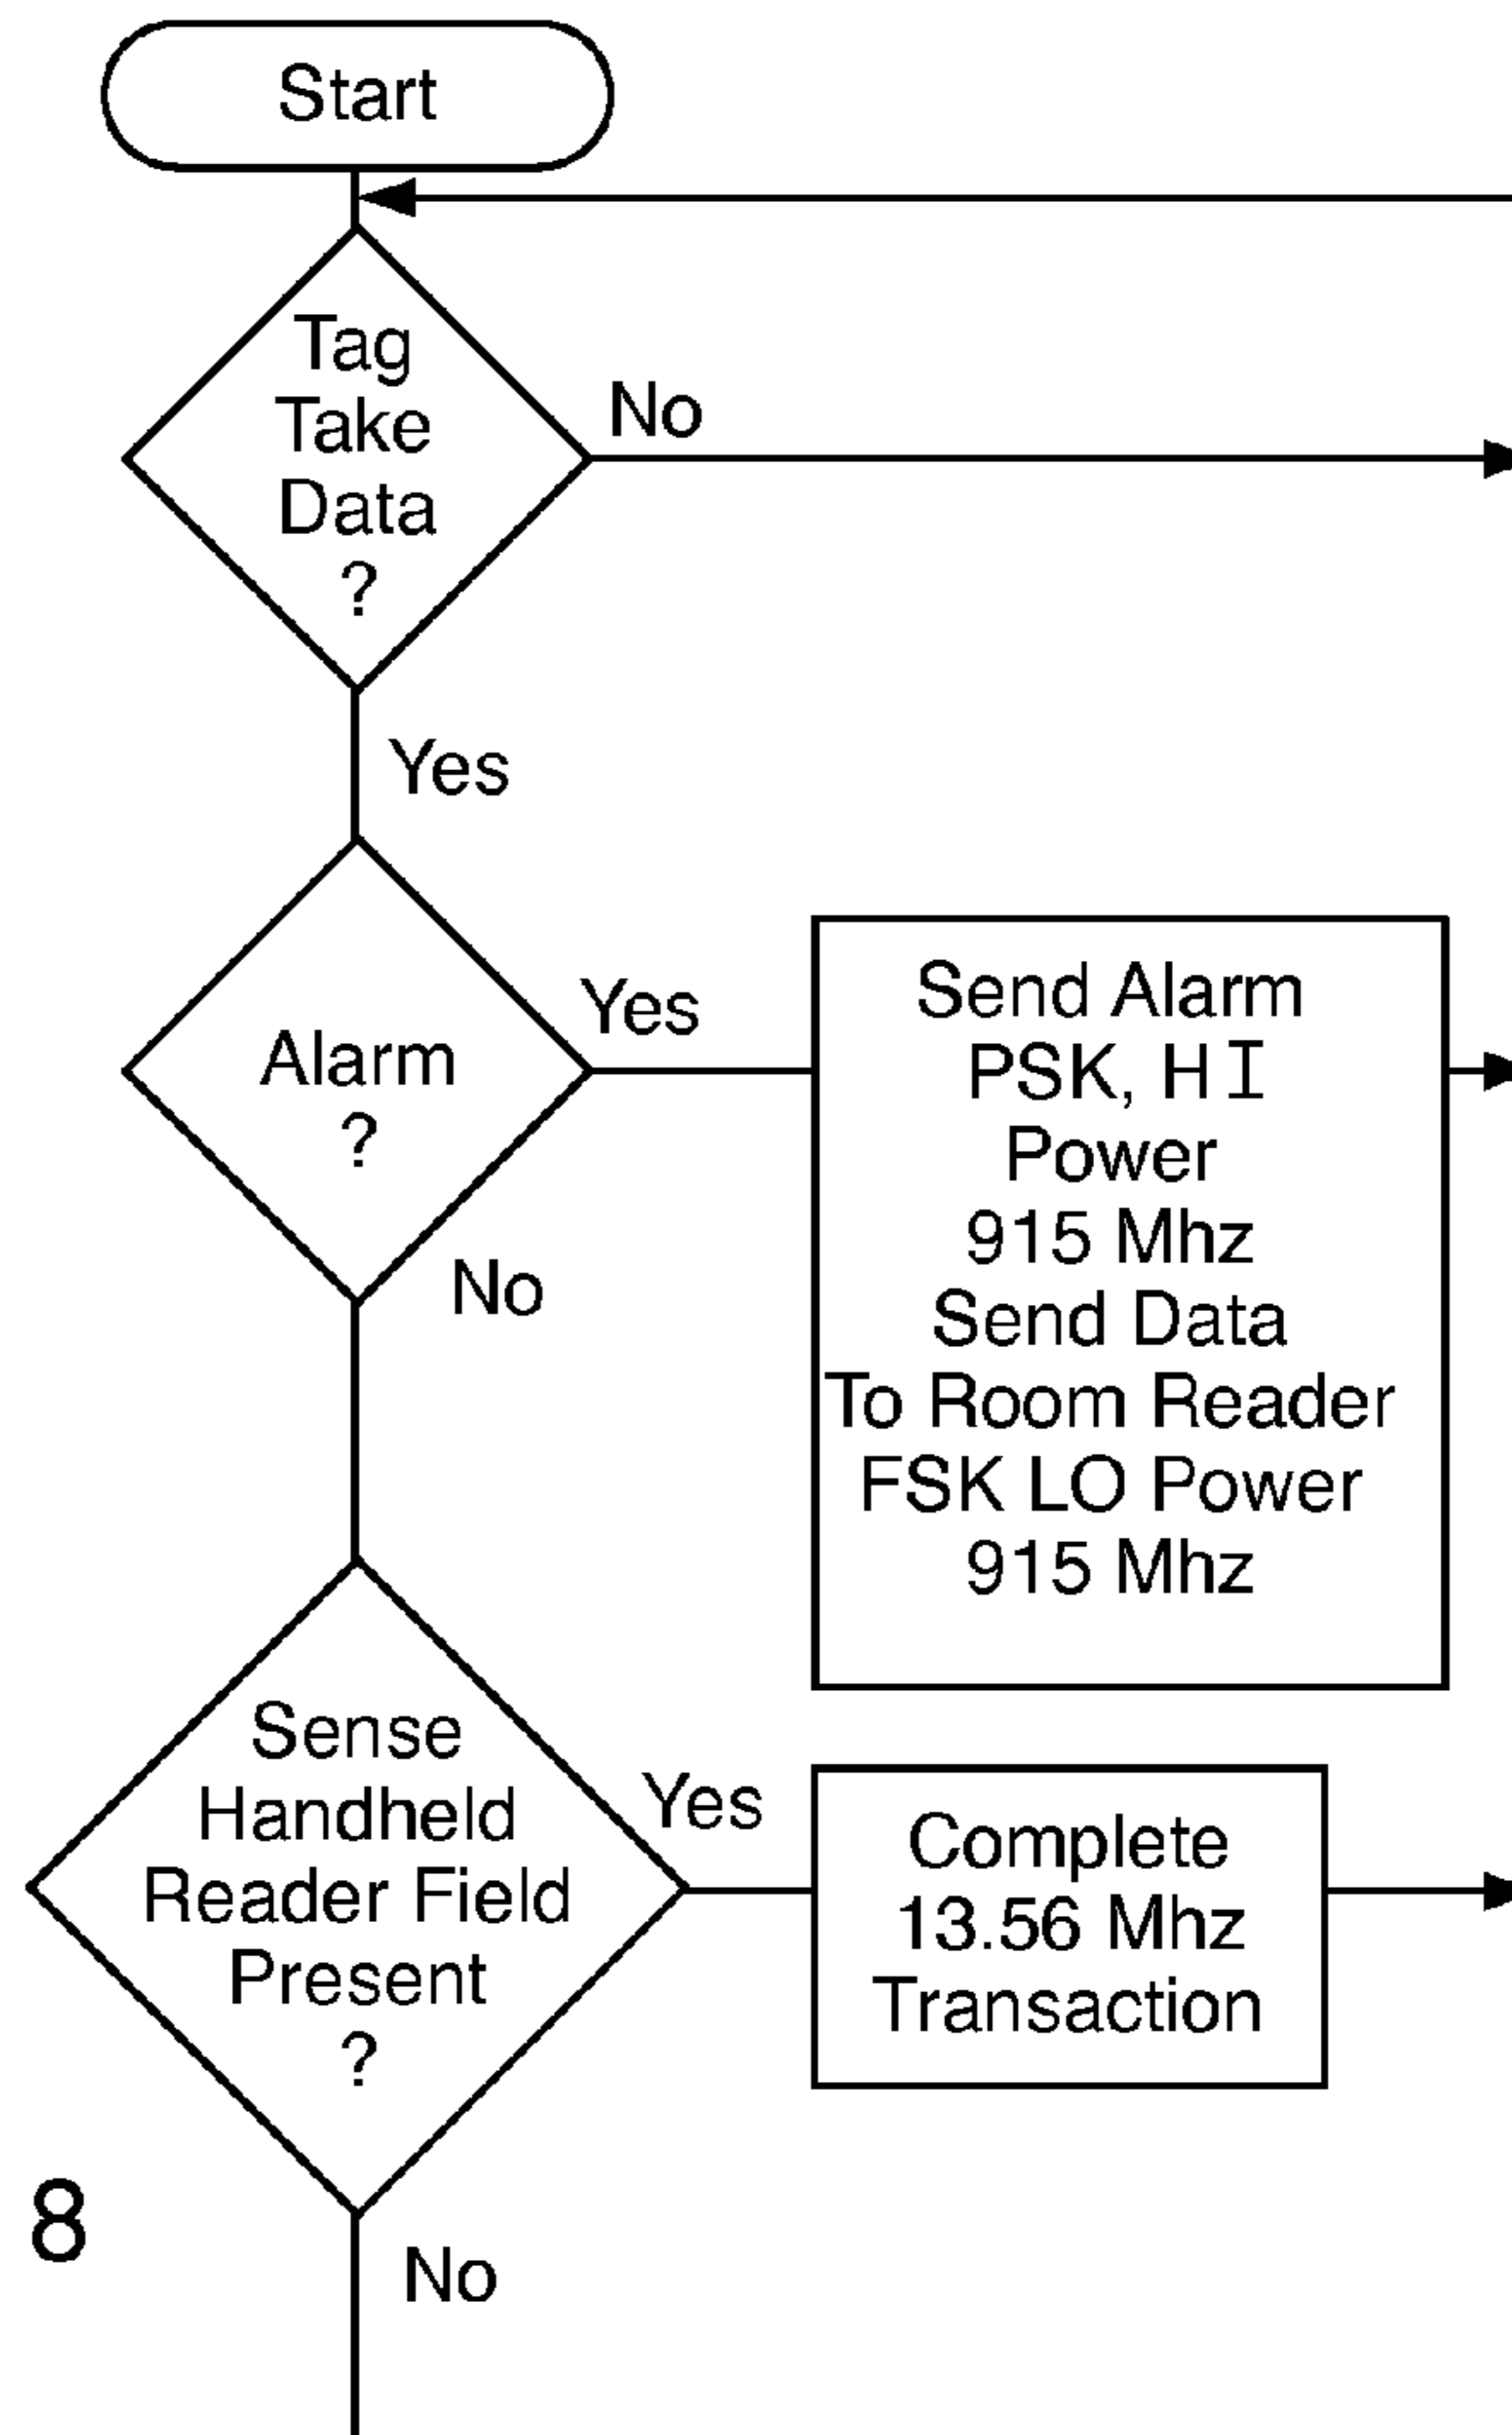 Start
Tag
Take
Data
?
No
Yes
Alarm
?
Yes
No
Send Alarm
PSK, HI
Power
915 Mhz
Send Data
To Room Reader
FSK LO Power
915 Mhz
Sense
Handheld
Reader Field
Present
?
Yes
Complete
13.56 Mhz
Transaction
8
No